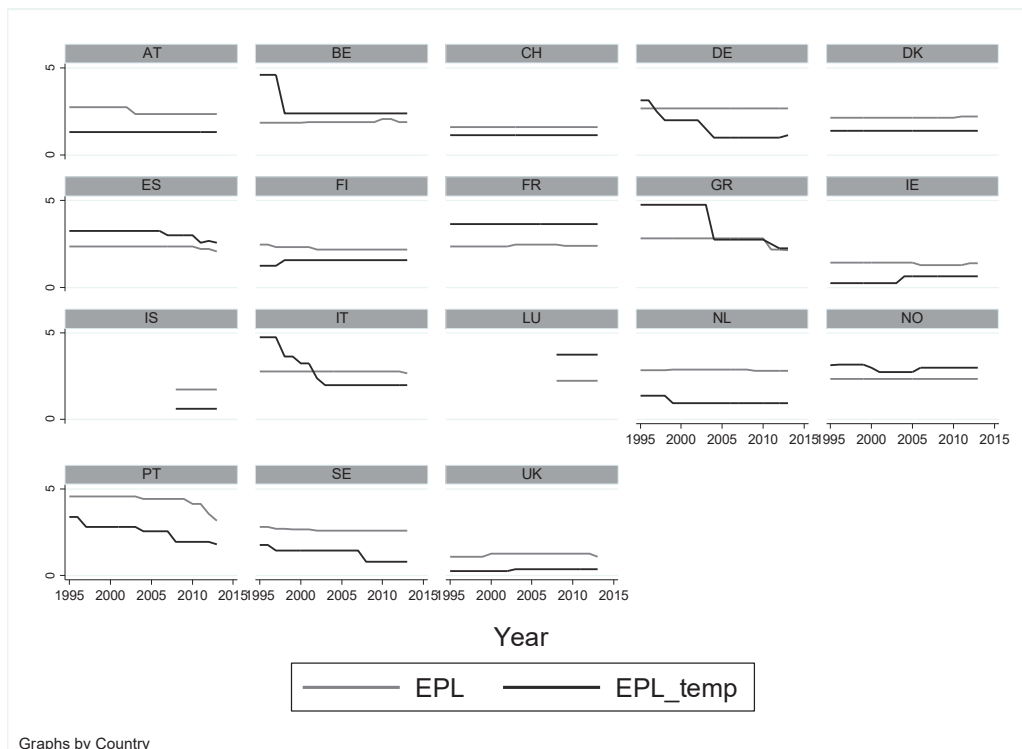 AT BE CH DE DK
5
0
ES FI FR GR IE
5
0
IS IT LU NL NO
5
0
1995 2000 2005 2010 2015 1995 2000 2005 2010 2015
PT SE UK
5
0
1995 2000 2005 2010 2015 1995 2000 2005 2010 2015 1995 2000 2005 2010 2015
Year
EPL EPL_temp
Graphs by Country